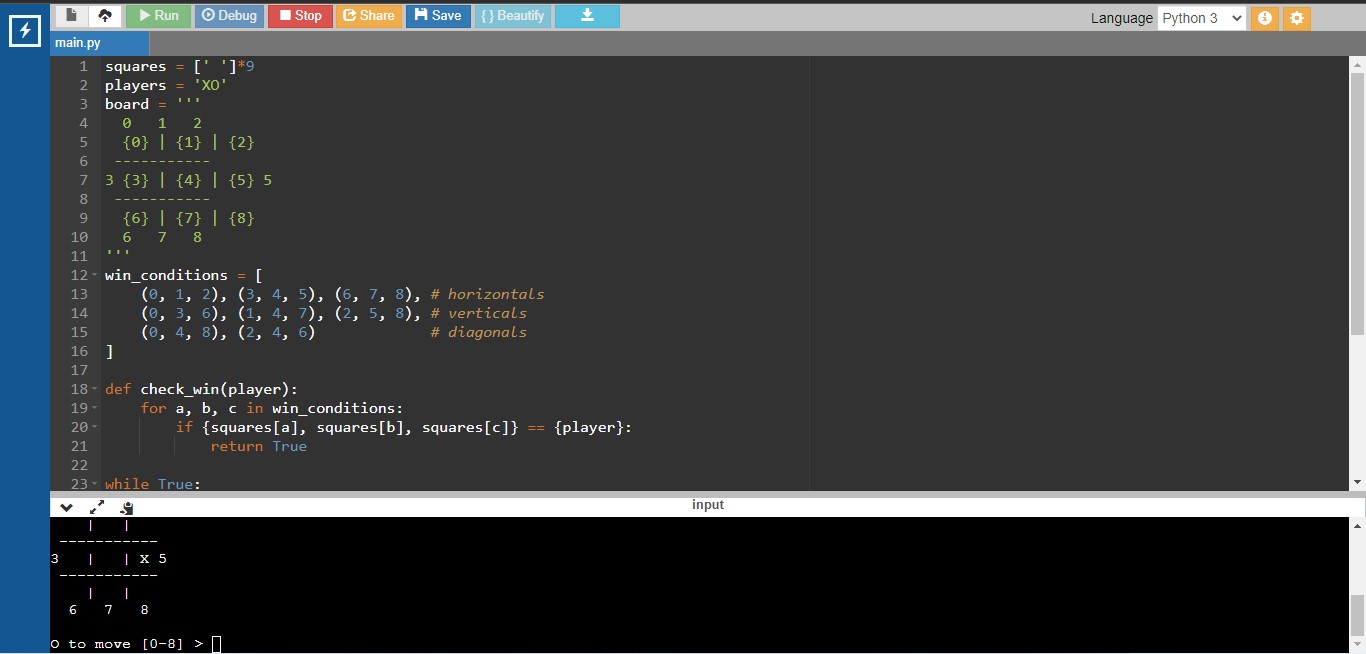 Run Debug Stop Share Save { } Beautify Language Python 3
main.py
1 squares = [' ']*9
2 players = 'XO'
3 board = '''
4   0   1   2
5   {0} | {1} | {2}
6  -----------
7 3 {3} | {4} | {5} 5
8  -----------
9   {6} | {7} | {8}
10   6   7   8
11 '''
12 win_conditions = [
13     (0, 1, 2), (3, 4, 5), (6, 7, 8), # horizontals
14     (0, 3, 6), (1, 4, 7), (2, 5, 8), # verticals
15     (0, 4, 8), (2, 4, 6)             # diagonals
16 ]
17
18 def check_win(player):
19     for a, b, c in win_conditions:
20         if {squares[a], squares[b], squares[c]} == {player}:
21             return True
22
23 while True:
input
    |   |
 -----------
3   |   | X 5
 -----------
    |   |
  6   7   8
O to move [0-8] >